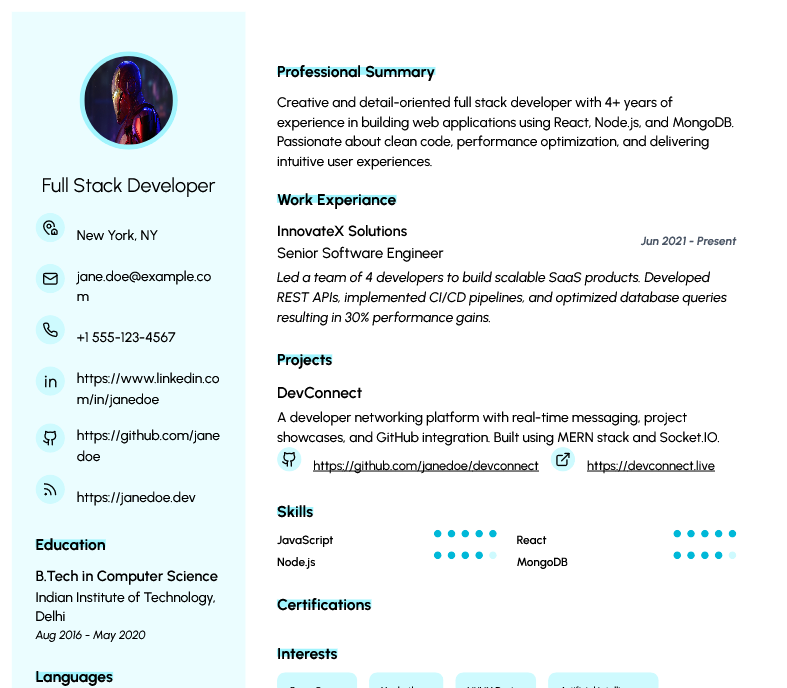 Full Stack Developer
New York, NY
jane.doe@example.co
m
+1 555-123-4567
https://www.linkedin.co
m/in/janedoe
https://github.com/jane
doe
https://janedoe.dev
Education
B.Tech in Computer Science
Indian Institute of Technology,
Delhi
Aug 2016 - May 2020
Languages
Professional Summary
Creative and detail-oriented full stack developer with 4+ years of
experience in building web applications using React, Node.js, and MongoDB.
Passionate about clean code, performance optimization, and delivering
intuitive user experiences.
Work Experiance
InnovateX Solutions
Jun 2021 - Present
Senior Software Engineer
Led a team of 4 developers to build scalable SaaS products. Developed
REST APIs, implemented CI/CD pipelines, and optimized database queries
resulting in 30% performance gains.
Projects
DevConnect
A developer networking platform with real-time messaging, project
showcases, and GitHub integration. Built using MERN stack and Socket.IO.
https://github.com/janedoe/devconnect https://devconnect.live
Skills
JavaScript React
Node.js MongoDB
Certifications
Interests